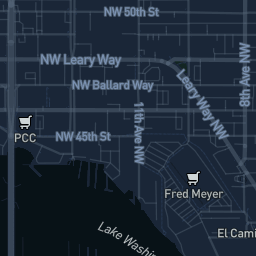 NW 50th St
NW Leary Way
NW Ballard Way
Leary Way NW
8th Ave NW
11th Ave NW
PCC
NW 45th St
Fred Meyer
Lake Washin
El Cami